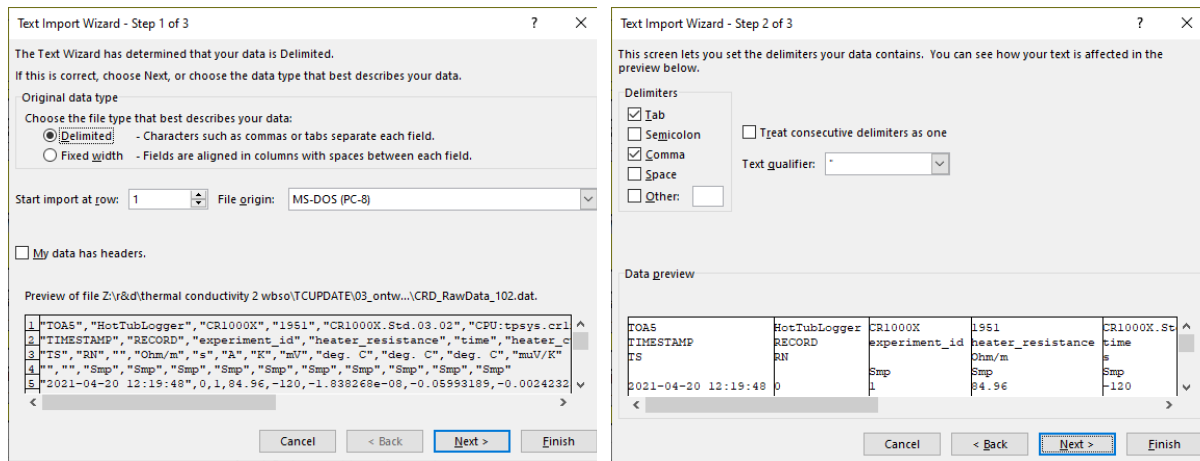 Text Import Wizard - Step 1 of 3
The Text Wizard has determined that your data is Delimited.
If this is correct, choose Next, or choose the data type that best describes your data.
Original data type
Choose the file type that best describes your data:
Delimited - Characters such as commas or tabs separate each field.
Fixed width - Fields are aligned in columns with spaces between each field.
Start import at row: 1 File origin: MS-DOS (PC-8)
My data has headers.
Preview of file Z:\r&d\thermal conductivity 2 wbso\TCUPDATE\03_ontw...\CRD_RawData_102.dat.
1 "TOA5","HotTubLogger","CR1000X","1951","CR1000X.Std.03.02","CPU:tpsys.cr1
2 "TIMESTAMP","RECORD","experiment_id","heater_resistance","time","heater_c
3 "TS","RN","","Ohm/m","s","A","K","mV","deg. C","deg. C","deg. C","muV/K"
4 "","","Smp","Smp","Smp","Smp","Smp","Smp","Smp","Smp","Smp","Smp"
5 "2021-04-20 12:19:48",0,1,84.96,-120,-1.838268e-08,-0.05993189,-0.0024232
Cancel < Back Next > Finish
Text Import Wizard - Step 2 of 3
This screen lets you set the delimiters your data contains. You can see how your text is affected in the
preview below.
Delimiters
Tab
Semicolon
Comma
Space
Other:
Treat consecutive delimiters as one
Text qualifier: "
Data preview
TOA5 HotTubLogger CR1000X 1951 CR1000X.St
TIMESTAMP RECORD experiment_id heater_resistance time
TS RN Ohm/m s
Smp Smp Smp
2021-04-20 12:19:48 0 1 84.96 -120
Cancel < Back Next > Finish